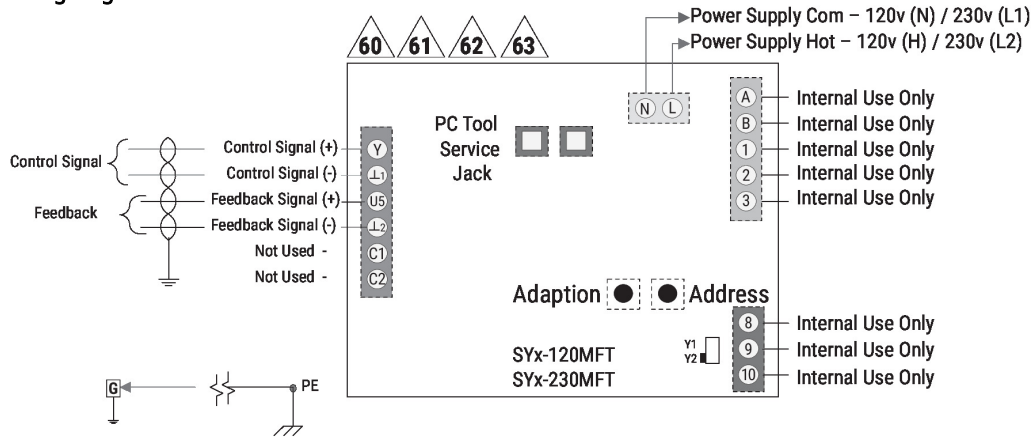 Power Supply Com – 120v (N) / 230v (L1)
Power Supply Hot – 120v (H) / 230v (L2)
60 61 62 63
N L
A Internal Use Only
B Internal Use Only
1 Internal Use Only
2 Internal Use Only
3 Internal Use Only
PC Tool
Service
Jack
Control Signal
Control Signal (+) Y
Control Signal (-) ⊥1
Feedback
Feedback Signal (+) U5
Feedback Signal (-) ⊥2
Not Used - C1
Not Used - C2
Adaption Address
8 Internal Use Only
9 Internal Use Only
10 Internal Use Only
Y1
Y2
SYx-120MFT
SYx-230MFT
G PE